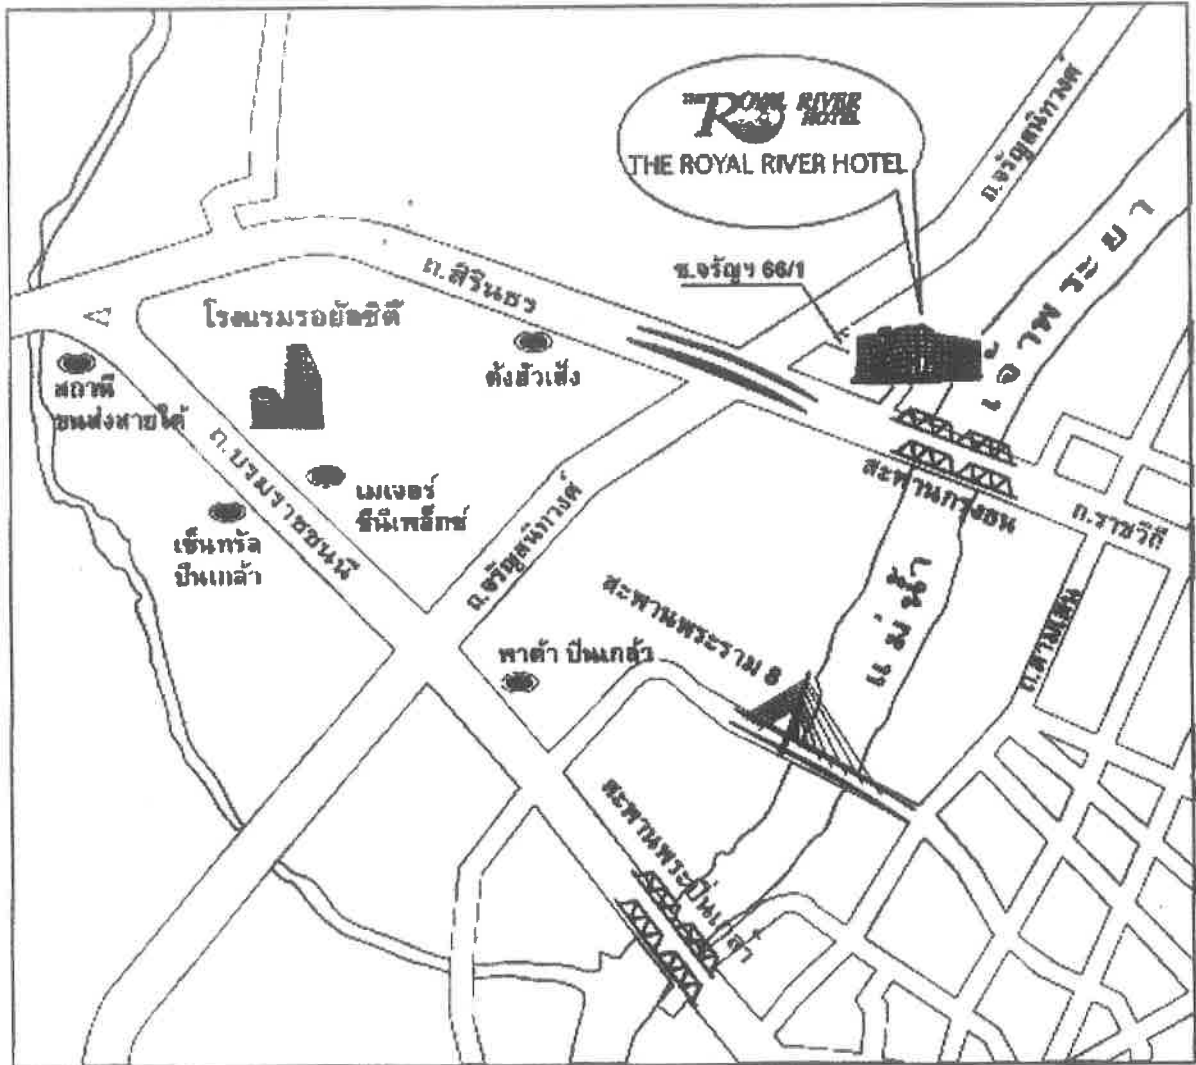 THE ROYAL RIVER HOTEL
THE ROYAL RIVER HOTEL
ถ.จรัญสนิทวงศ์
ซ.จรัญฯ 66/1
ถ.สิรินธร
เจ้าพระยา
โรงแรมรอยัลซิตี้
ตั้งฮั่วเส็ง
สถานี
ขนส่งสายใต้
สะพานกรุงธน
ถ.ราชวิถี
ถ.บรมราชชนนี
เมเจอร์
ซีนีเพล็กซ์
ถ.จรัญสนิทวงศ์
เซ็นทรัล
ปิ่นเกล้า
แม่น้ำ
สะพานพระราม 8
ถ.สามเสน
พาต้า ปิ่นเกล้า
สะพานพระปิ่นเกล้า